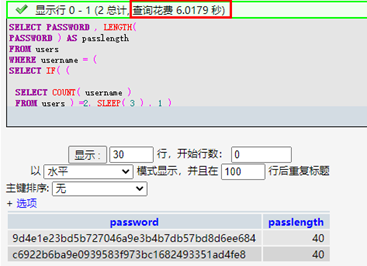 显示行 0 - 1 (2 总计, 查询花费 6.0179 秒)
SELECT PASSWORD , LENGTH(
PASSWORD ) AS passlength
FROM users
WHERE username = (
SELECT IF( (
SELECT COUNT( username )
FROM users ) =2, SLEEP( 3 ) , 1 )
显示 : 30 行, 开始行数: 0
以 水平 模式显示, 并且在 100 行后重复标题
主键排序: 无
+ 选项
password passlength
9d4e1e23bd5b727046a9e3b4b7db57bd8d6ee684 40
c6922b6ba9e0939583f973bc1682493351ad4fe8 40